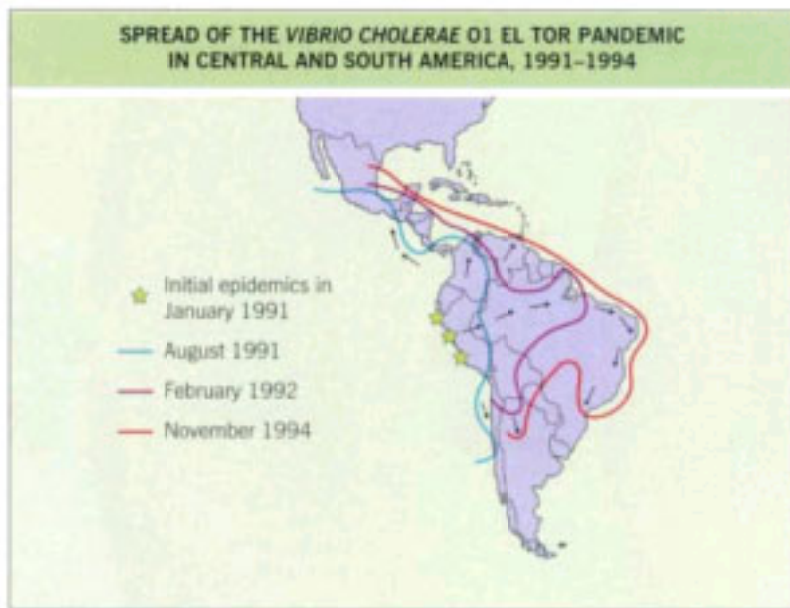 SPREAD OF THE VIBRIO CHOLERAE O1 EL TOR PANDEMIC
IN CENTRAL AND SOUTH AMERICA, 1991–1994
Initial epidemics in
January 1991
August 1991
February 1992
November 1994